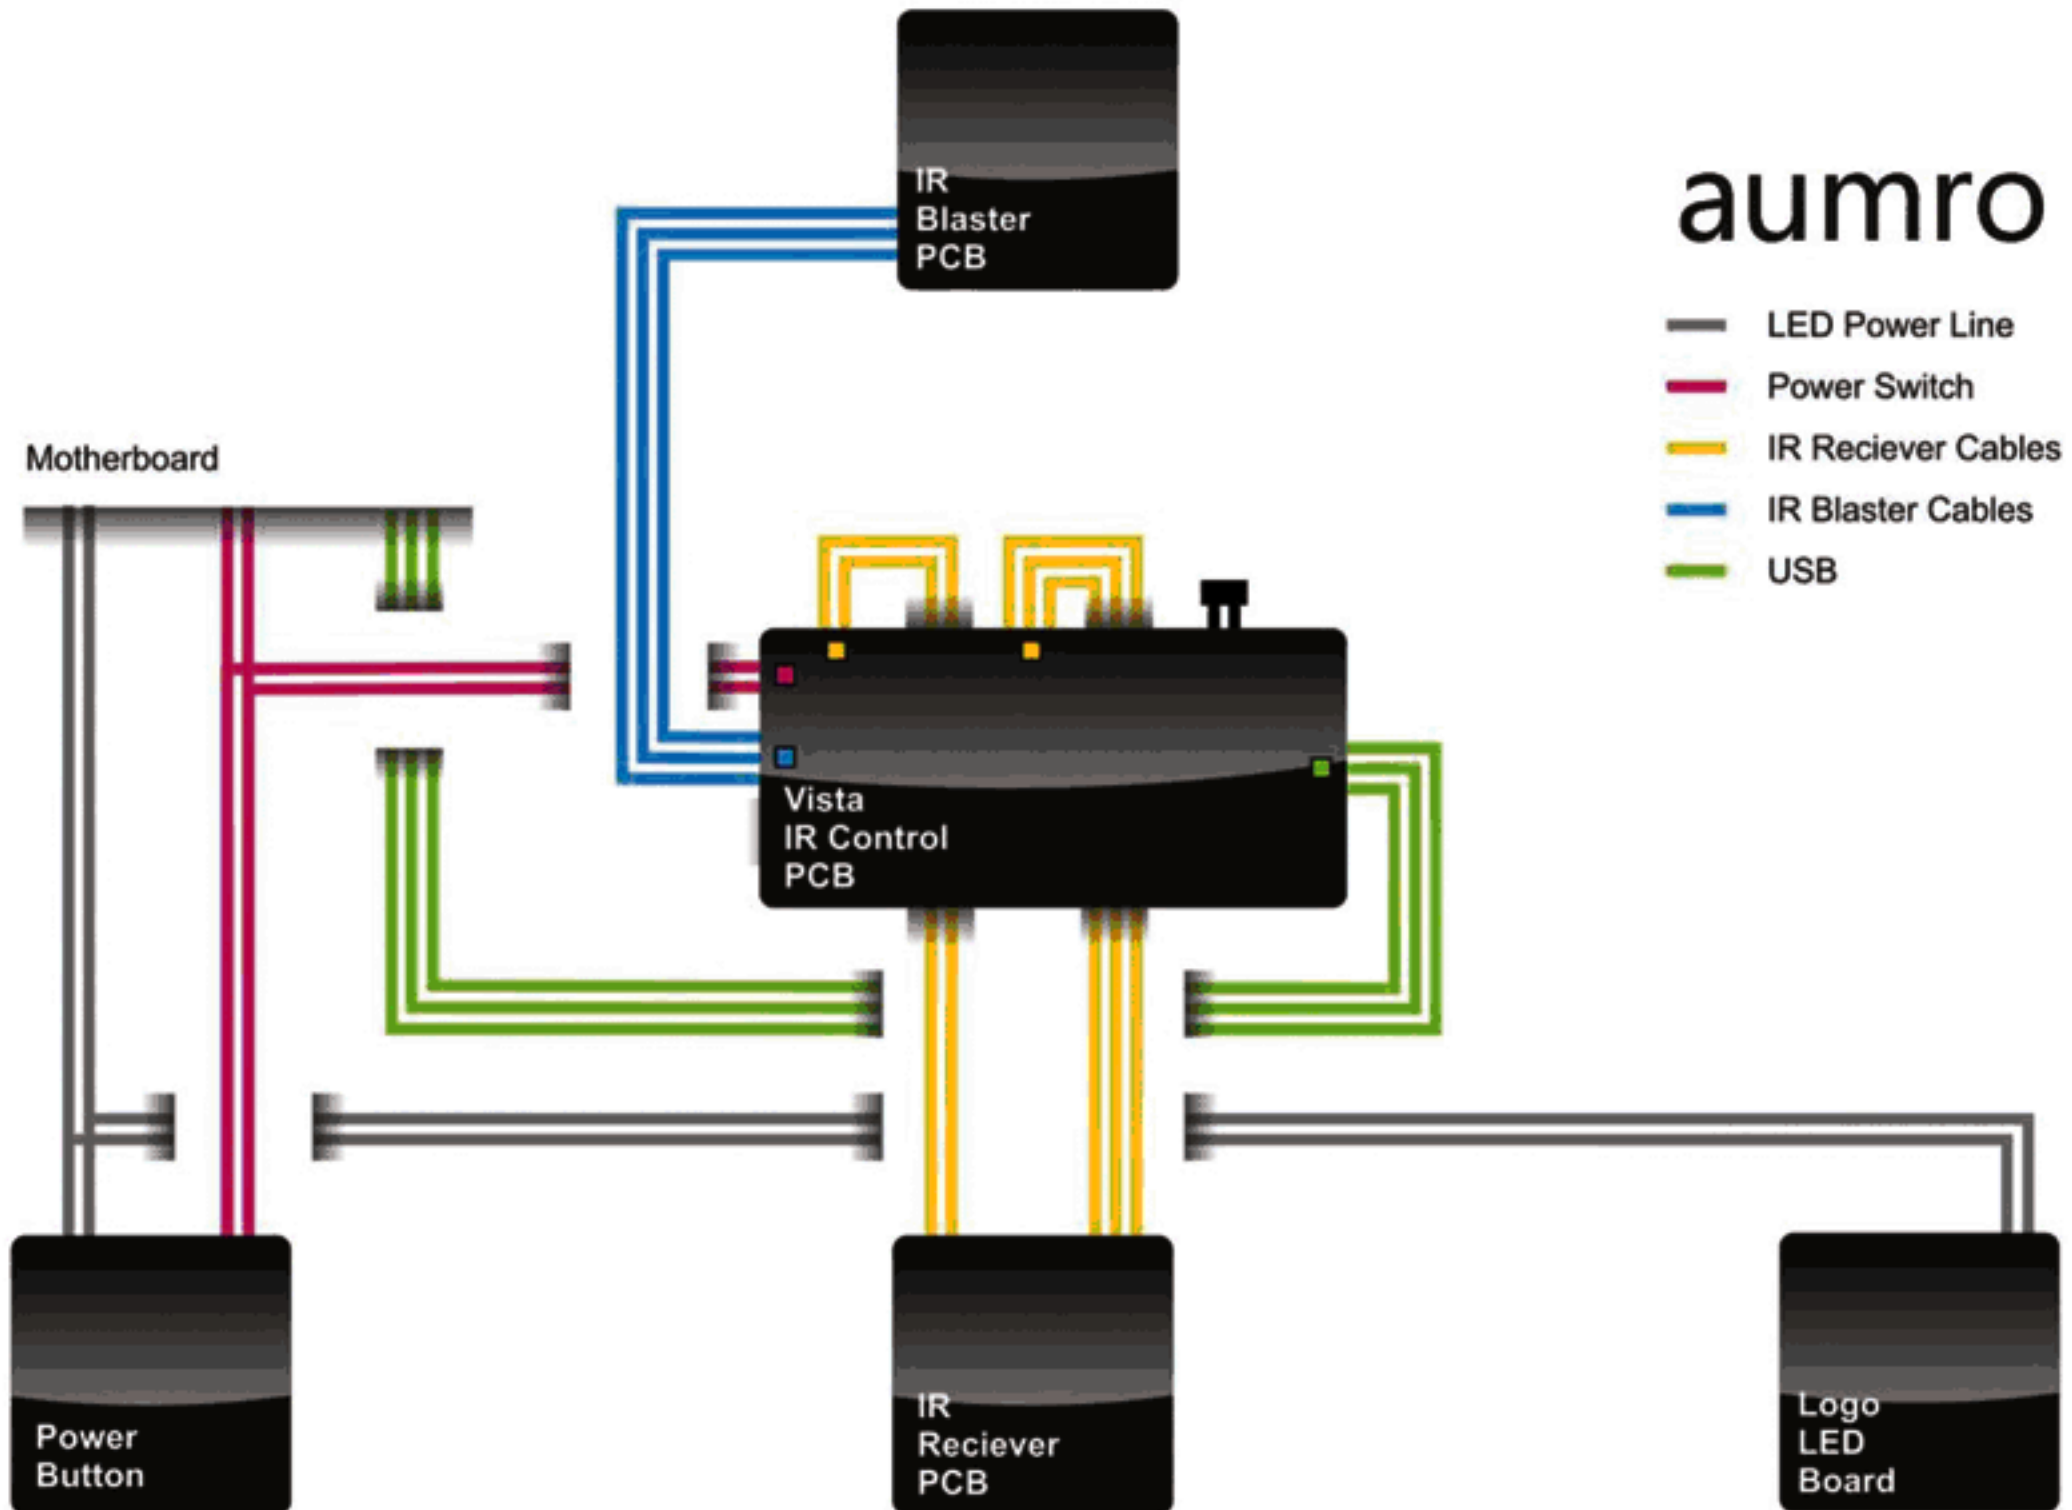 IR
Blaster
PCB
aumro
LED Power Line
Power Switch
IR Reciever Cables
IR Blaster Cables
USB
Motherboard
Vista
IR Control
PCB
Power
Button
IR
Reciever
PCB
Logo
LED
Board